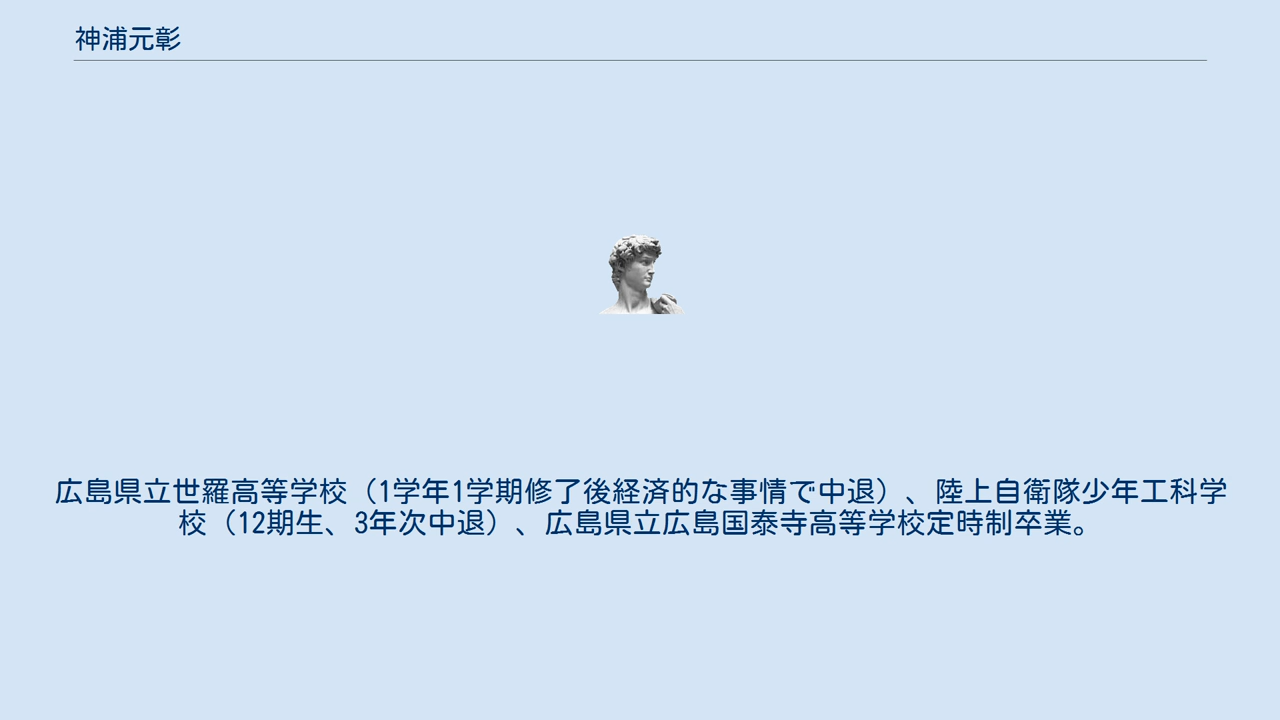 神浦元彰
広島県立世羅高等学校（1学年1学期修了後経済的な事情で中退）、陸上自衛隊少年工科学
校（12期生、3年次中退）、広島県立広島国泰寺高等学校定時制卒業。